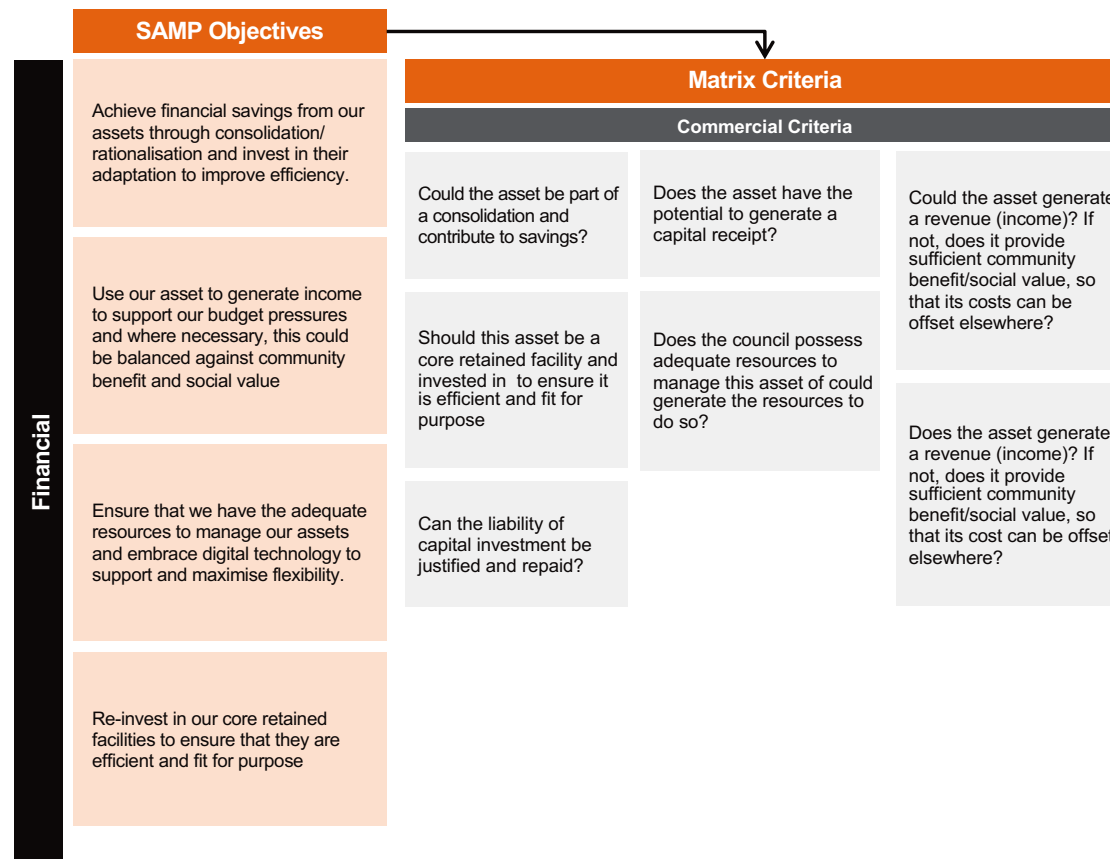 SAMP Objectives
Financial
Achieve financial savings from our
assets through consolidation/
rationalisation and invest in their
adaptation to improve efficiency.
Use our asset to generate income
to support our budget pressures
and where necessary, this could
be balanced against community
benefit and social value
Ensure that we have the adequate
resources to manage our assets
and embrace digital technology to
support and maximise flexibility.
Re-invest in our core retained
facilities to ensure that they are
efficient and fit for purpose
Matrix Criteria
Commercial Criteria
Could the asset be part of
a consolidation and
contribute to savings?
Should this asset be a
core retained facility and
invested in  to ensure it
is efficient and fit for
purpose
Can the liability of
capital investment be
justified and repaid?
Does the asset have the
potential to generate a
capital receipt?
Does the council possess
adequate resources to
manage this asset of could
generate the resources to
do so?
Could the asset generate
a revenue (income)? If
not, does it provide
sufficient community
benefit/social value, so
that its costs can be
offset elsewhere?
Does the asset generate
a revenue (income)? If
not, does it provide
sufficient community
benefit/social value, so
that its cost can be offset
elsewhere?